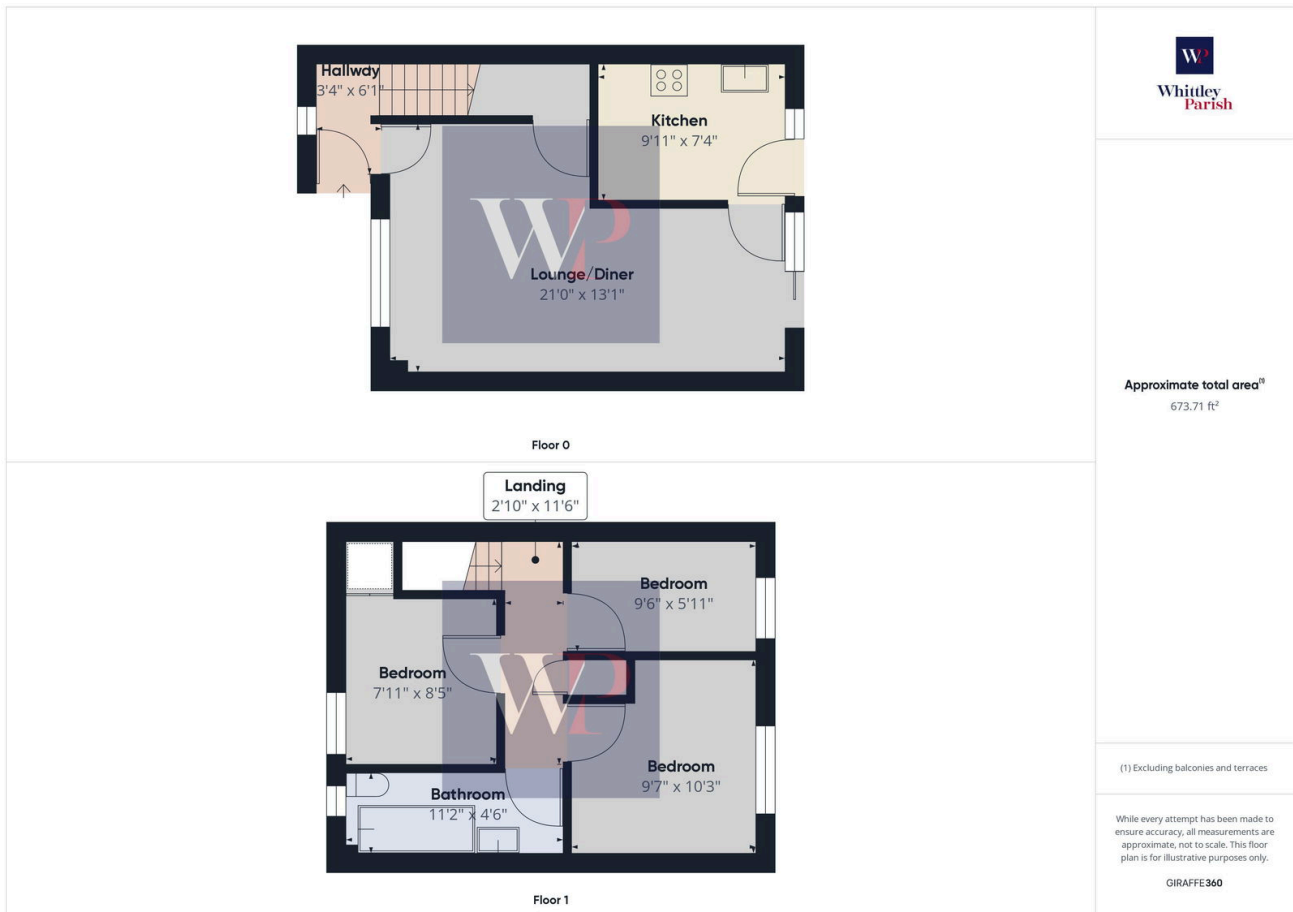 Hallway
3'4" x 6'1"
Kitchen
9'11" x 7'4"
WP
Lounge/Diner
21'0" x 13'1"
Floor 0
Landing
2'10" x 11'6"
Bedroom
9'6" x 5'11"
Bedroom
7'11" x 8'5"
WP
Bedroom
9'7" x 10'3"
Bathroom
11'2" x 4'6"
Floor 1
WP
Whittley
Parish
Approximate total area(1)
673.71 ft²
(1) Excluding balconies and terraces
While every attempt has been made to
ensure accuracy, all measurements are
approximate, not to scale. This floor
plan is for illustrative purposes only.
GIRAFFE360